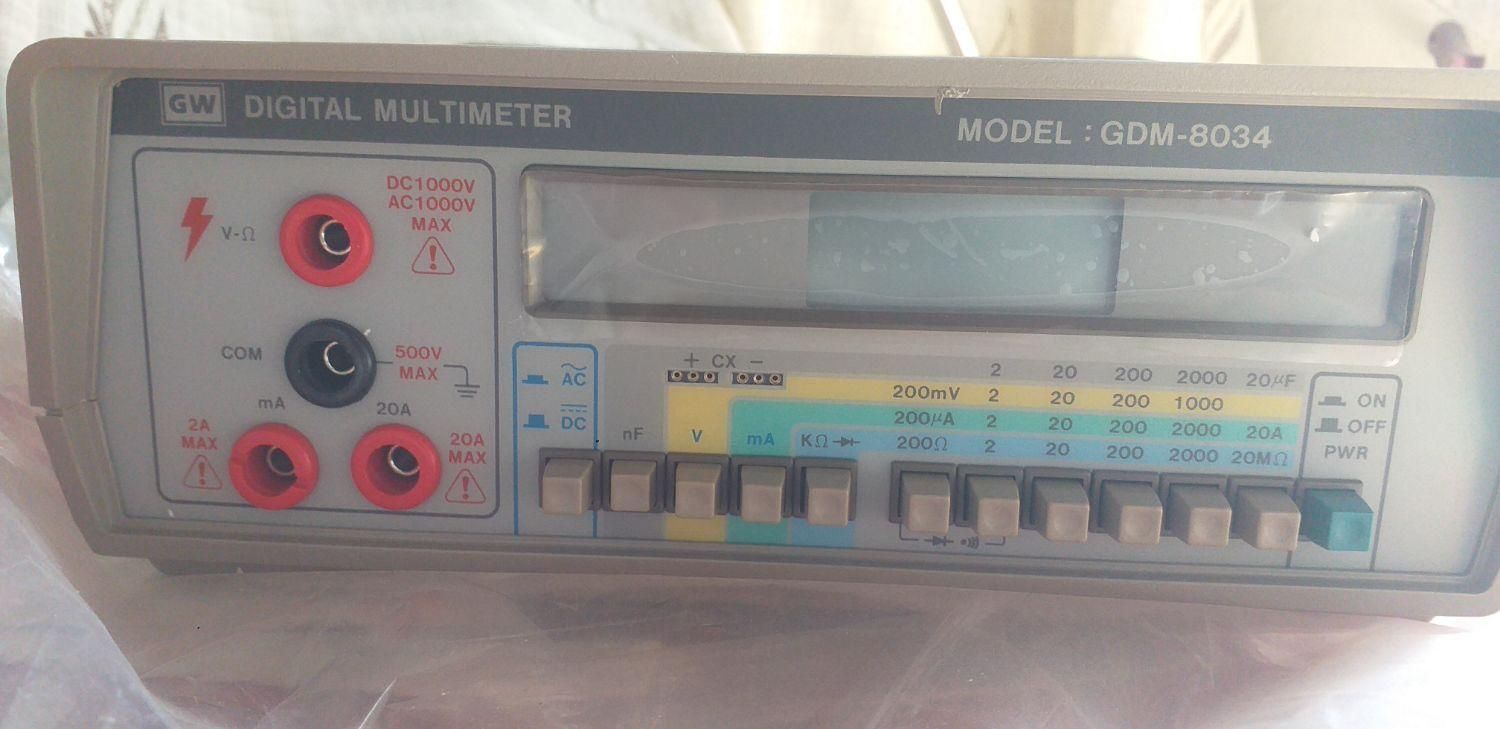 GW DIGITAL MULTIMETER
MODEL : GDM-8034
V-Ω
DC1000V
AC1000V
MAX
!
COM
500V
MAX
mA
20A
2A
MAX
!
20A
MAX
!
AC
DC
+ CX −
nF
V
mA
KΩ
2 20 200 2000 20µF
200mV 2 20 200 1000
200µA 2 20 200 2000 20A
200Ω 2 20 200 2000 20MΩ
ON
OFF
PWR